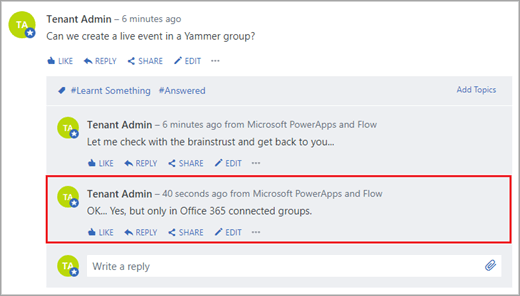 TA Tenant Admin – 6 minutes ago
Can we create a live event in a Yammer group?
LIKE REPLY SHARE EDIT •••
#Learnt Something #Answered Add Topics
TA Tenant Admin – 6 minutes ago from Microsoft PowerApps and Flow
Let me check with the brainstrust and get back to you...
LIKE REPLY SHARE EDIT •••
TA Tenant Admin – 40 seconds ago from Microsoft PowerApps and Flow
OK... Yes, but only in Office 365 connected groups.
LIKE REPLY SHARE EDIT •••
TA Write a reply